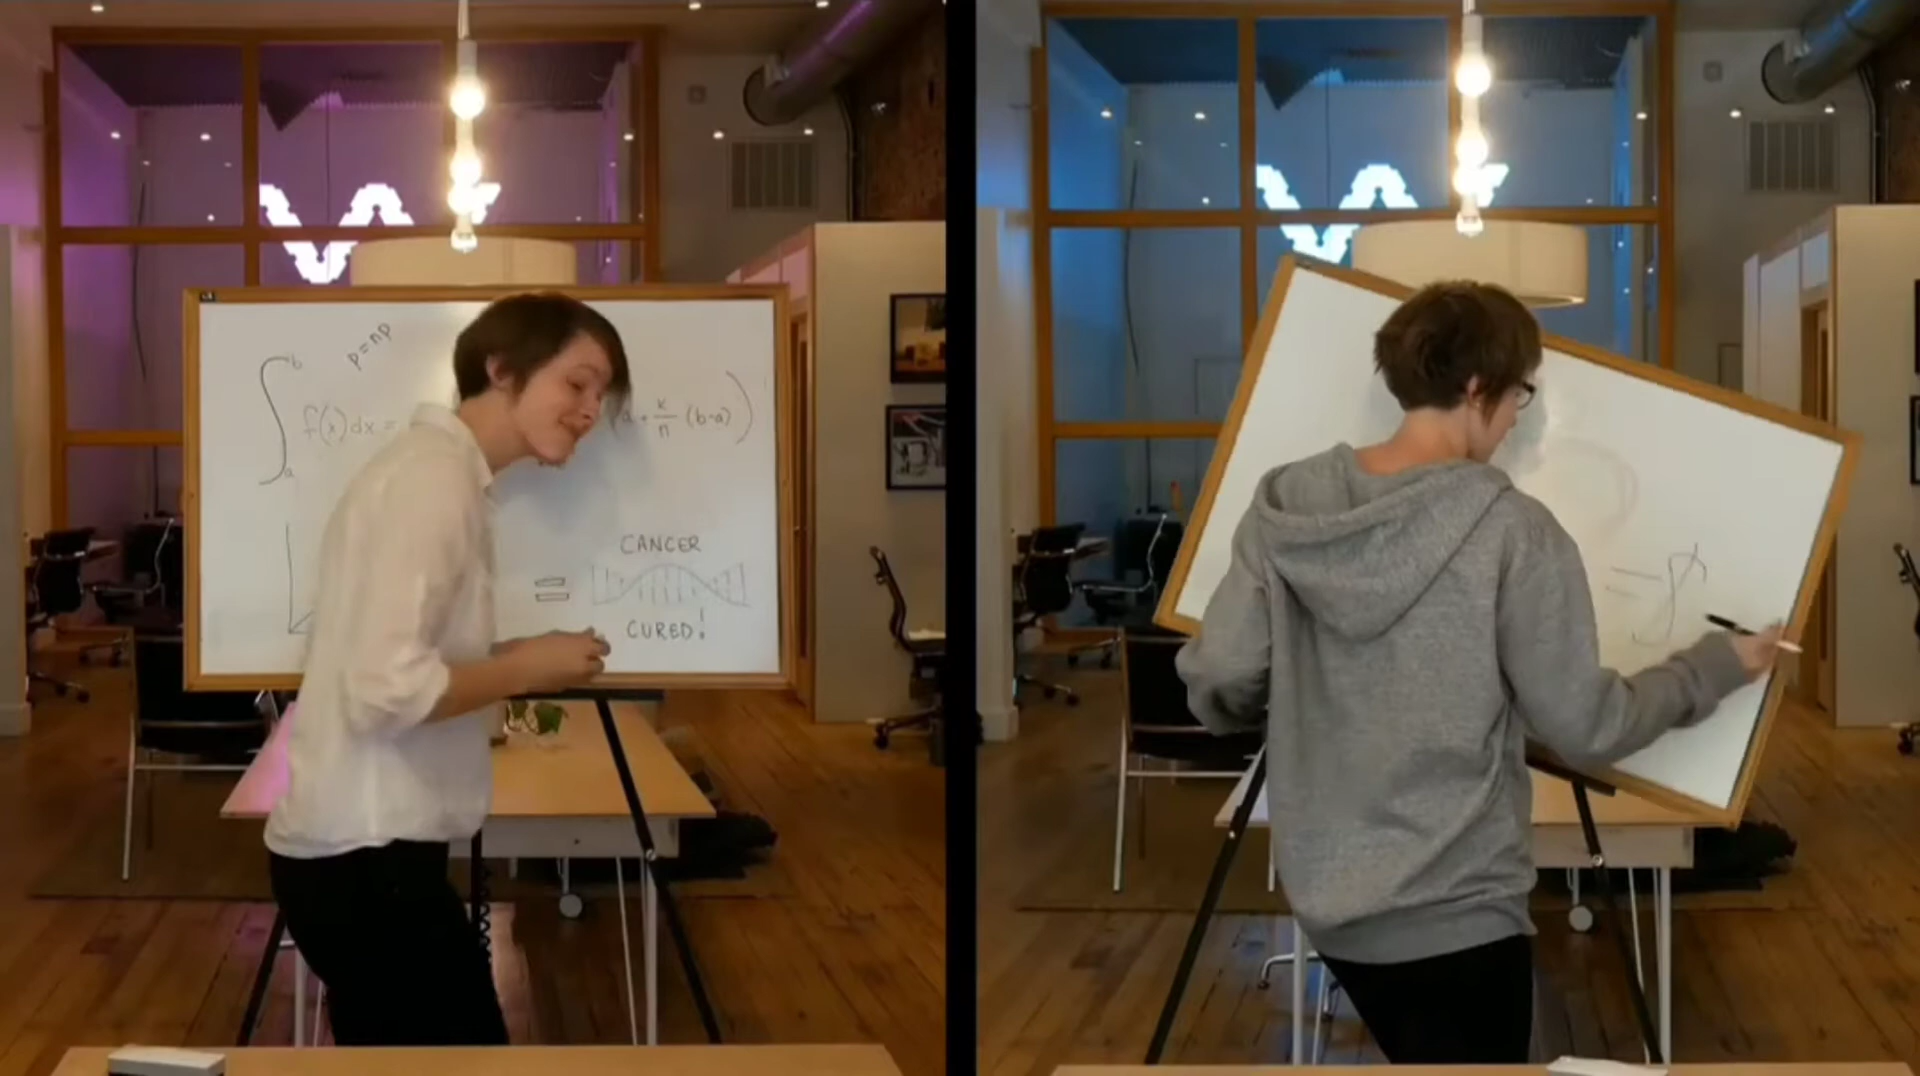 p=np
∫ b
a
f(x)dx =
(a + k/n (b-a))
=
CANCER
CURED!
= ∫